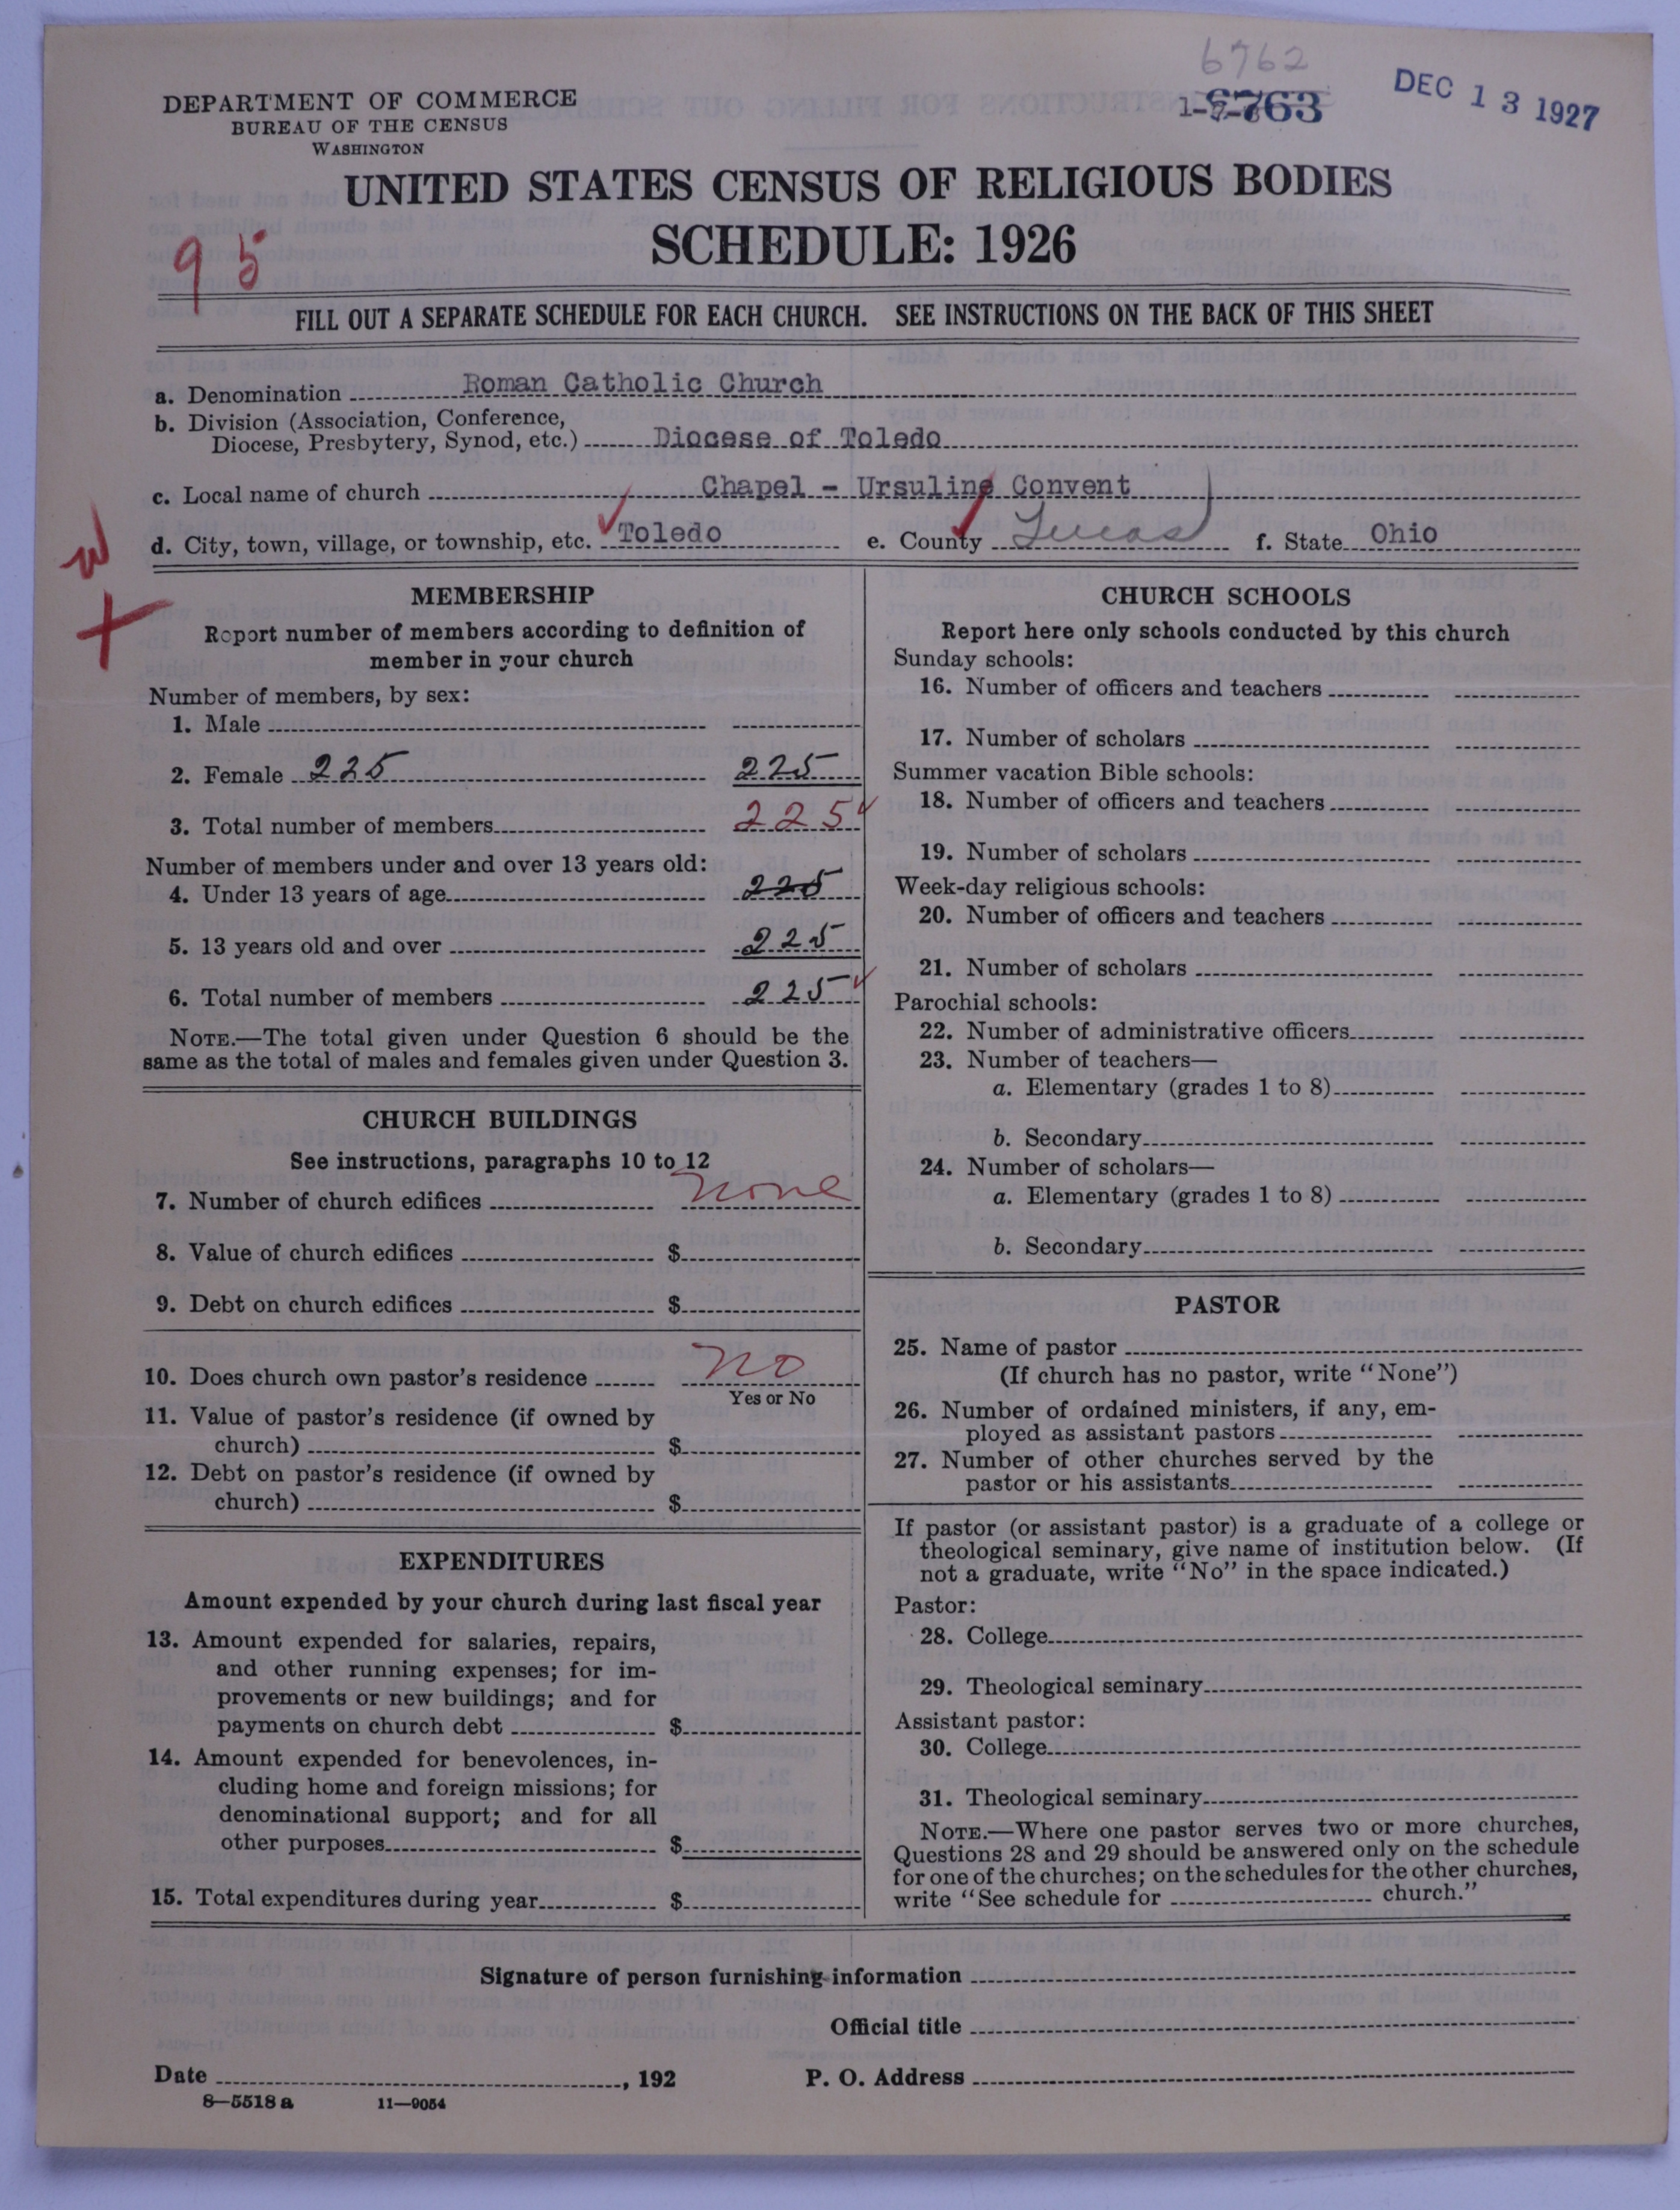 6762
DEC 13 1927
DEPARTMENT OF COMMERCE
BUREAU OF THE CENSUS
WASHINGTON
UNITED STATES CENSUS OF RELIGIOUS BODIES
SCHEDULE: 1926
95
FILL OUT A SEPARATE SCHEDULE FOR EACH CHURCH. SEE INSTRUCTIONS ON THE BACK OF THIS SHEET
a. Denomination Roman Catholic Church
b. Division (Association, Conference,
Diocese, Presbytery, Synod, etc.) Diocese of Toledo
c. Local name of church Chapel - Ursuline Convent
d. City, town, village, or township, etc. Toledo e. County Lucas f. State Ohio
MEMBERSHIP
Report number of members according to definition of
member in your church
Number of members, by sex:
1. Male
2. Female 225 225
3. Total number of members 225
Number of members under and over 13 years old:
4. Under 13 years of age 225
5. 13 years old and over 225
6. Total number of members 225
NOTE.—The total given under Question 6 should be the
same as the total of males and females given under Question 3.
CHURCH BUILDINGS
See instructions, paragraphs 10 to 12
7. Number of church edifices none
8. Value of church edifices $
9. Debt on church edifices $
10. Does church own pastor's residence no
Yes or No
11. Value of pastor's residence (if owned by
church) $
12. Debt on pastor's residence (if owned by
church) $
EXPENDITURES
Amount expended by your church during last fiscal year
13. Amount expended for salaries, repairs,
and other running expenses; for im-
provements or new buildings; and for
payments on church debt $
14. Amount expended for benevolences, in-
cluding home and foreign missions; for
denominational support; and for all
other purposes $
15. Total expenditures during year $
CHURCH SCHOOLS
Report here only schools conducted by this church
Sunday schools:
16. Number of officers and teachers
17. Number of scholars
Summer vacation Bible schools:
18. Number of officers and teachers
19. Number of scholars
Week-day religious schools:
20. Number of officers and teachers
21. Number of scholars
Parochial schools:
22. Number of administrative officers
23. Number of teachers—
a. Elementary (grades 1 to 8)
b. Secondary
24. Number of scholars—
a. Elementary (grades 1 to 8)
b. Secondary
PASTOR
25. Name of pastor
(If church has no pastor, write "None")
26. Number of ordained ministers, if any, em-
ployed as assistant pastors
27. Number of other churches served by the
pastor or his assistants
If pastor (or assistant pastor) is a graduate of a college or
theological seminary, give name of institution below. (If
not a graduate, write "No" in the space indicated.)
Pastor:
28. College
29. Theological seminary
Assistant pastor:
30. College
31. Theological seminary
NOTE.—Where one pastor serves two or more churches,
Questions 28 and 29 should be answered only on the schedule
for one of the churches; on the schedules for the other churches,
write "See schedule for church."
Signature of person furnishing information
Official title
Date , 192 P. O. Address
8—5518 a 11—9054